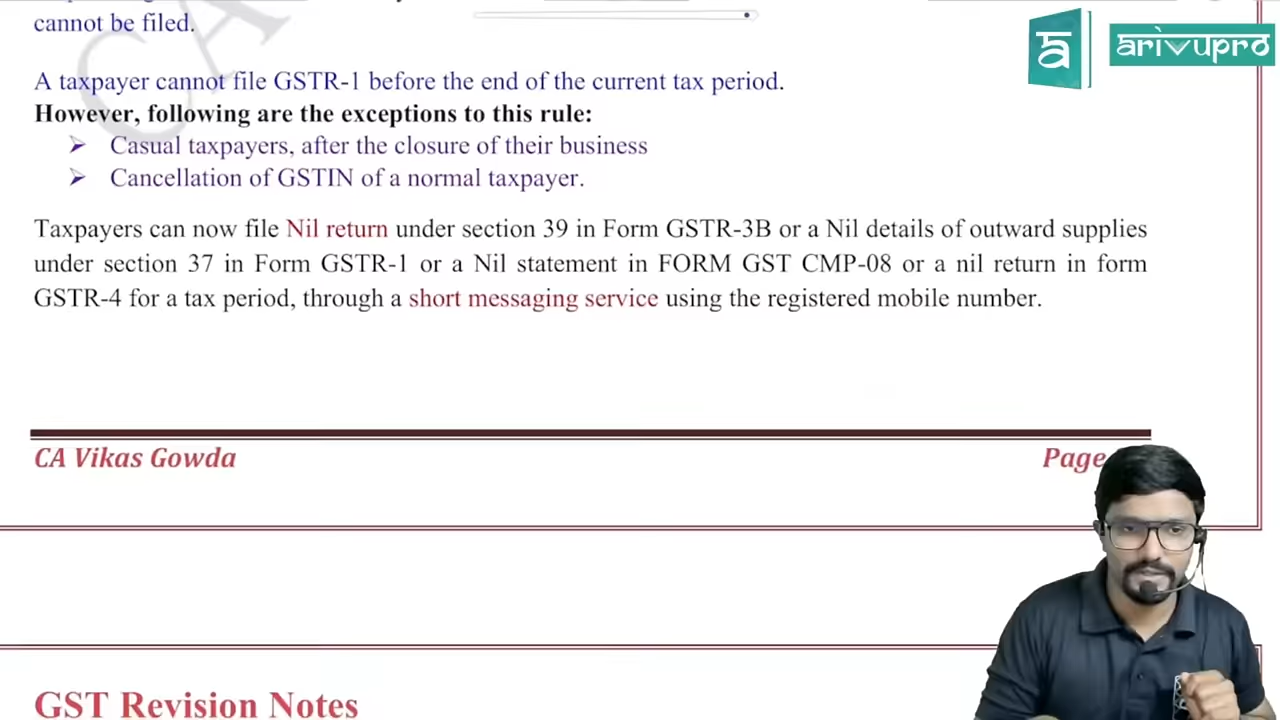 cannot be filed.
ā arivupro
A taxpayer cannot file GSTR-1 before the end of the current tax period.
However, following are the exceptions to this rule:
➢ Casual taxpayers, after the closure of their business
➢ Cancellation of GSTIN of a normal taxpayer.
Taxpayers can now file Nil return under section 39 in Form GSTR-3B or a Nil details of outward supplies
under section 37 in Form GSTR-1 or a Nil statement in FORM GST CMP-08 or a nil return in form
GSTR-4 for a tax period, through a short messaging service using the registered mobile number.
CA Vikas Gowda
Page
GST Revision Notes
CA